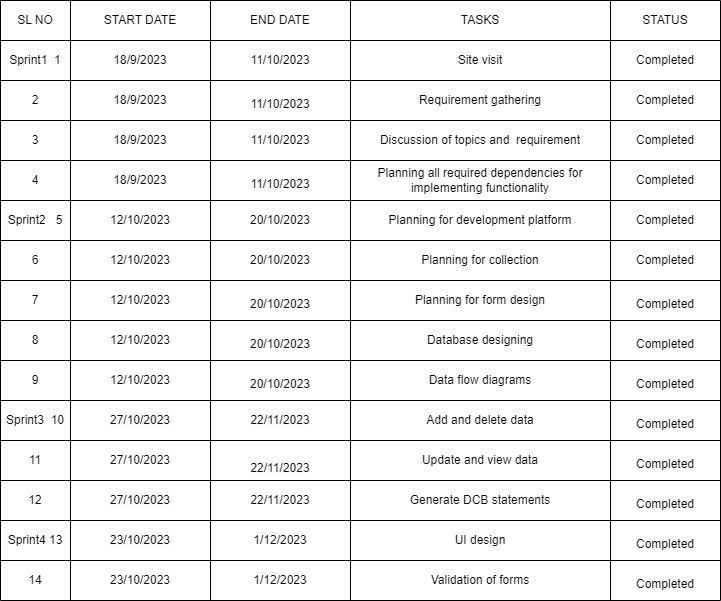 SL NO START DATE END DATE TASKS STATUS
Sprint1 1 18/9/2023 11/10/2023 Site visit Completed
2 18/9/2023 11/10/2023 Requirement gathering Completed
3 18/9/2023 11/10/2023 Discussion of topics and requirement Completed
4 18/9/2023 11/10/2023 Planning all required dependencies for
implementing functionality Completed
Sprint2 5 12/10/2023 20/10/2023 Planning for development platform Completed
6 12/10/2023 20/10/2023 Planning for collection Completed
7 12/10/2023 20/10/2023 Planning for form design Completed
8 12/10/2023 20/10/2023 Database designing Completed
9 12/10/2023 20/10/2023 Data flow diagrams Completed
Sprint3 10 27/10/2023 22/11/2023 Add and delete data Completed
11 27/10/2023 22/11/2023 Update and view data Completed
12 27/10/2023 22/11/2023 Generate DCB statements Completed
Sprint4 13 23/10/2023 1/12/2023 UI design Completed
14 23/10/2023 1/12/2023 Validation of forms Completed